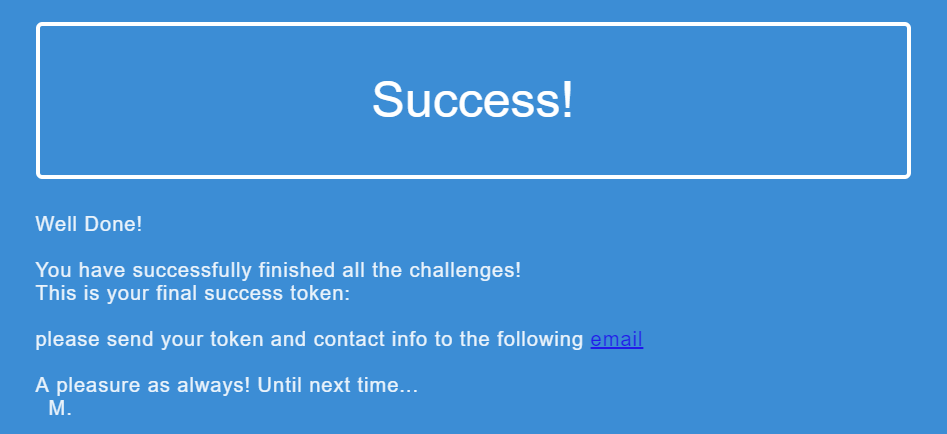 Success!
Well Done!
You have successfully finished all the challenges!
This is your final success token:
please send your token and contact info to the following email
A pleasure as always! Until next time...
M.